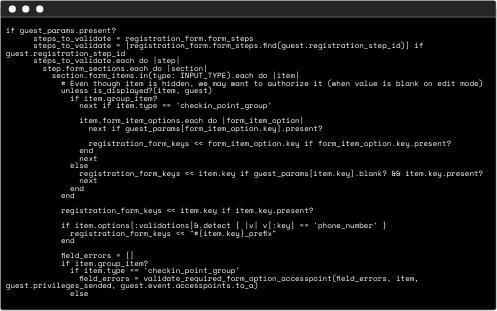 if guest_params.present?
steps_to_validate = registration_form.form_steps
steps_to_validate = [registration_form.form_steps.find(guest.registration_step_id)] if
guest.registration_step_id
steps_to_validate.each do |step|
step.form_sections.each do |section|
section.form_items.in(type: INPUT_TYPE).each do |item|
# Even though item is hidden, we may want to authorize it (when value is blank on edit mode)
unless is_displayed?(item, guest)
if item.group_item?
next if item.type == 'checkin_point_group'
item.form_item_options.each do |form_item_option|
next if guest_params[form_item_option.key].present?
registration_form_keys << form_item_option.key if form_item_option.key.present?
end
next
else
registration_form_keys << item.key if guest_params[item.key].blank? && item.key.present?
next
end
end
registration_form_keys << item.key if item.key.present?
if item.options[:validations]&.detect { |v| v[:key] == 'phone_number' }
registration_form_keys << "#{item.key}_prefix"
end
field_errors = []
if item.group_item?
if item.type == 'checkin_point_group'
field_errors = validate_required_form_option_accesspoint(field_errors, item,
guest.privileges_sended, guest.event.accesspoints.to_a)
else